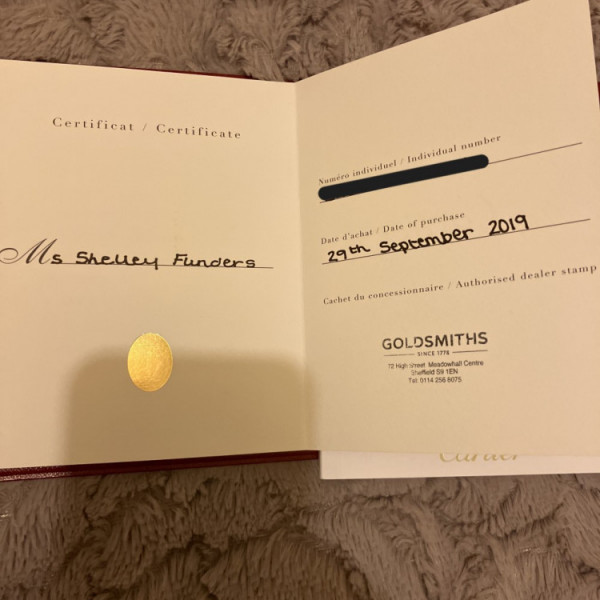 Certificat / Certificate
Ms Shelley Funders
Numéro individuel / Individual number
Date d'achat / Date of purchase
29th September 2019
Cachet du concessionnaire / Authorised dealer stamp
GOLDSMITHS
SINCE 1778
72 High street Meadowhall Centre
Sheffield S9 1EN
Tel: 0114 256 8075
Cartier